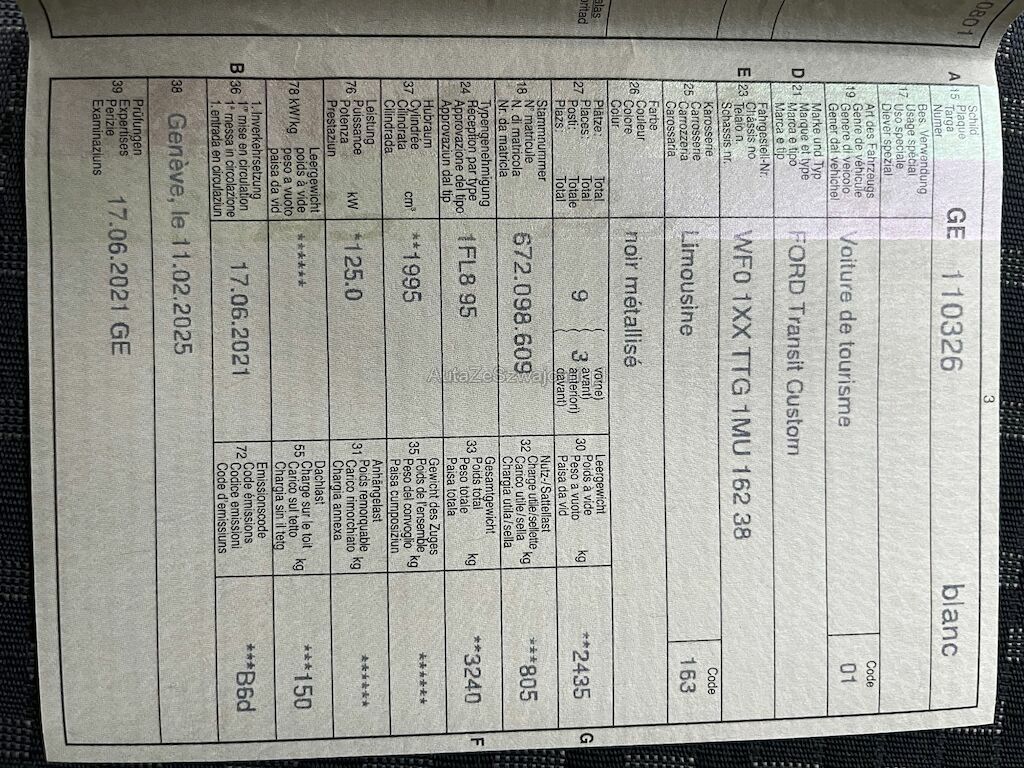 0801
alas
oritad
3
A 15 Schild
Plaque
Targa
Numer
GE 110326 blanc
17 Bes. Verwendung
Usage spécial
Uso speciale
Diever spezial
19 Art des Fahrzeugs
Genre de véhicule
Genere di veicolo
Gener dal vehichel
Voiture de tourisme
Code
01
D 21 Marke und Typ
Marque et type
Marca e tipo
Marca e tip
FORD Transit Custom
E 23 Fahrgestell-Nr.
Châssis no
Telaio n.
Schassis nr.
WF0 1XX TTG 1MU 162 38
25 Karosserie
Carrosserie
Carrozzeria
Carossaria
Limousine
Code
163
26 Farbe
Couleur
Colore
Colur
noir métallisé
27 Plätze: Total
Places: Total
Posti: Totale
Plazs: Total
9
3
vorne)
avant)
anteriori)
davant)
30 Leergewicht
Poids à vide
Peso a vuoto kg
Paisa da vid
**2435
G
18 Stammnummer
N° matricule
N. di matricola
Nr. da matricla
672.098.609
32 Nutz-/Sattellast
Charge utile/sellette kg
Carico utile/sella
Chargia utila/sella
***805
24 Typengenehmigung
Réception par type
Approvazione del tipo
Approvaziun dal tip
1FL8 95
33 Gesamtgewicht
Poids total
Peso totale kg
Paisa totala
**3240
F
37 Hubraum
Cylindrée
Cilindrata cm³
Cilindrada
**1995
35 Gewicht des Zuges
Poids de l'ensemble
Peso del convoglio kg
Paisa cumposiziun
******
76 Leistung
Puissance
Potenza kW
Prestaziun
*125.0
31 Anhängelast
Poids remorquable
Carico rimorchiato kg
Chargia annexa
******
78 kW/kg
Leergewicht
poids à vide
peso a vuoto
paisa da vid
******
55 Dachlast
Charge sur le toit
Carico sul tetto kg
Chargia sin il tetg
***150
B 36 1. Inverkehrsetzung
1re mise en circulation
1a messa in circolazione
1. entrada en circulaziun
17.06.2021
72 Emissionscode
Code émissions
Codice emissioni
Code d'emissiuns
***B6d
38 Genève, le 11.02.2025
39 Prüfungen
Expertises
Perizie
Examinaziuns
17.06.2021 GE